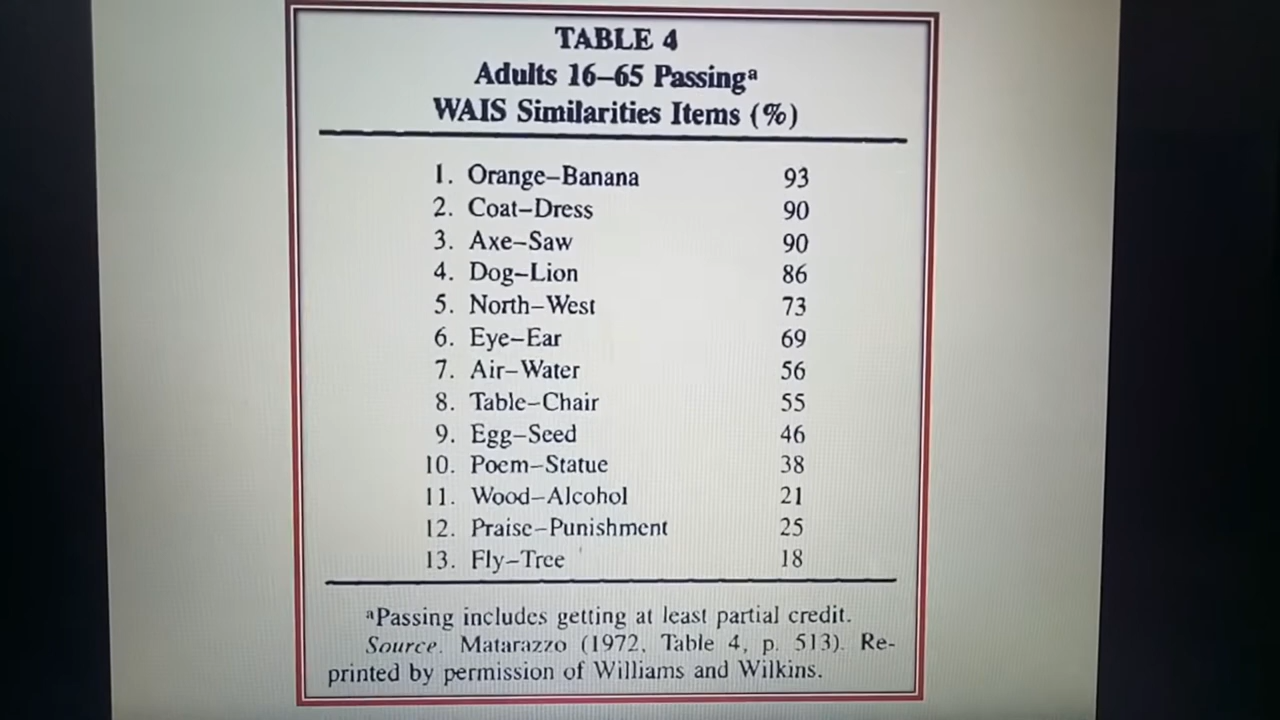 TABLE 4
Adults 16–65 Passingᵃ
WAIS Similarities Items (%)
1. Orange–Banana 93
2. Coat–Dress 90
3. Axe–Saw 90
4. Dog–Lion 86
5. North–West 73
6. Eye–Ear 69
7. Air–Water 56
8. Table–Chair 55
9. Egg–Seed 46
10. Poem–Statue 38
11. Wood–Alcohol 21
12. Praise–Punishment 25
13. Fly–Tree 18
ᵃPassing includes getting at least partial credit.
Source. Matarazzo (1972, Table 4, p. 513). Re-
printed by permission of Williams and Wilkins.